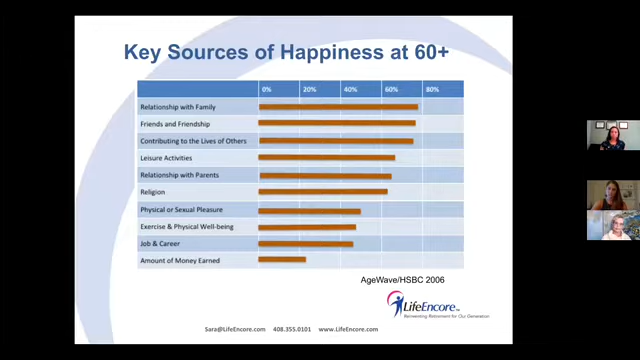 Key Sources of Happiness at 60+
0% 20% 40% 60% 80%
Relationship with Family
Friends and Friendship
Contributing to the Lives of Others
Leisure Activities
Relationship with Parents
Religion
Physical or Sexual Pleasure
Exercise & Physical Well-being
Job & Career
Amount of Money Earned
AgeWave/HSBC 2006
LifeEncore
Reinventing Retirement for Our Generation
Sara@LifeEncore.com 408.355.0101 www.LifeEncore.com